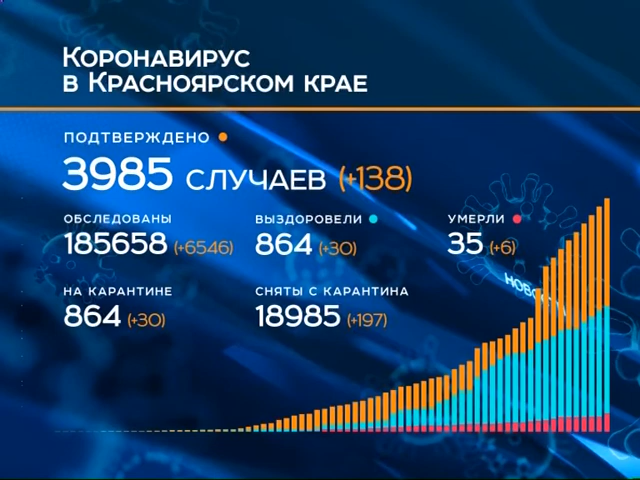 Коронавирус
в Красноярском крае
ПОДТВЕРЖДЕНО
3985 СЛУЧАЕВ (+138)
ОБСЛЕДОВАНЫ
185658 (+6546)
ВЫЗДОРОВЕЛИ
864 (+30)
УМЕРЛИ
35 (+6)
НА КАРАНТИНЕ
864 (+30)
СНЯТЫ С КАРАНТИНА
18985 (+197)